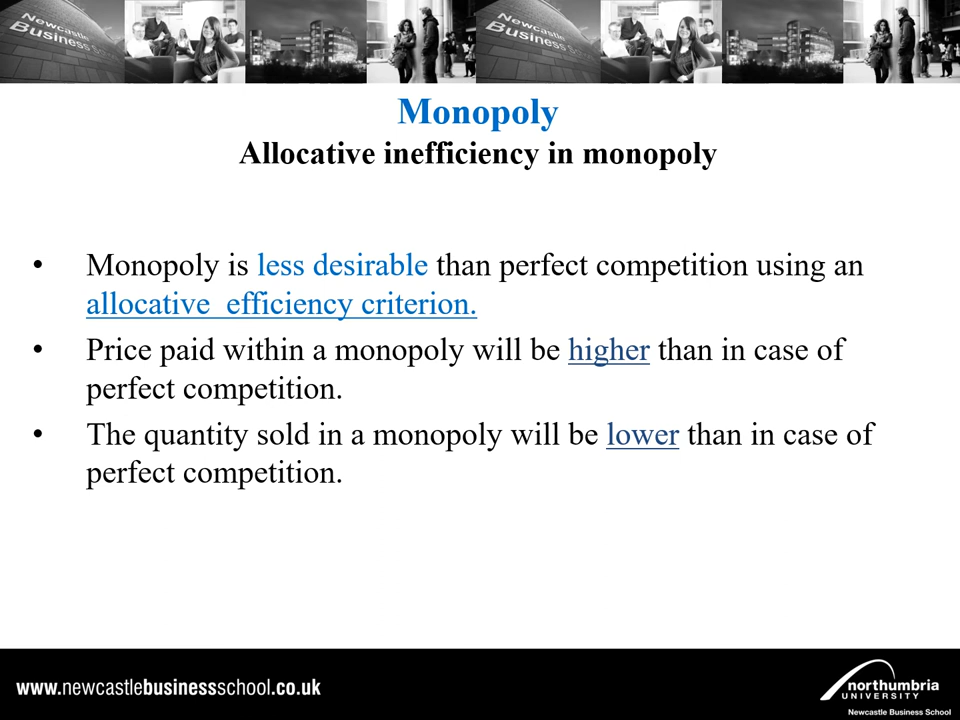 Newcastle
Business S
Newcastle
Business S
Monopoly
Allocative inefficiency in monopoly
• Monopoly is less desirable than perfect competition using an
allocative  efficiency criterion.
• Price paid within a monopoly will be higher than in case of
perfect competition.
• The quantity sold in a monopoly will be lower than in case of
perfect competition.
www.newcastlebusinessschool.co.uk
northumbria
UNIVERSITY
Newcastle Business School